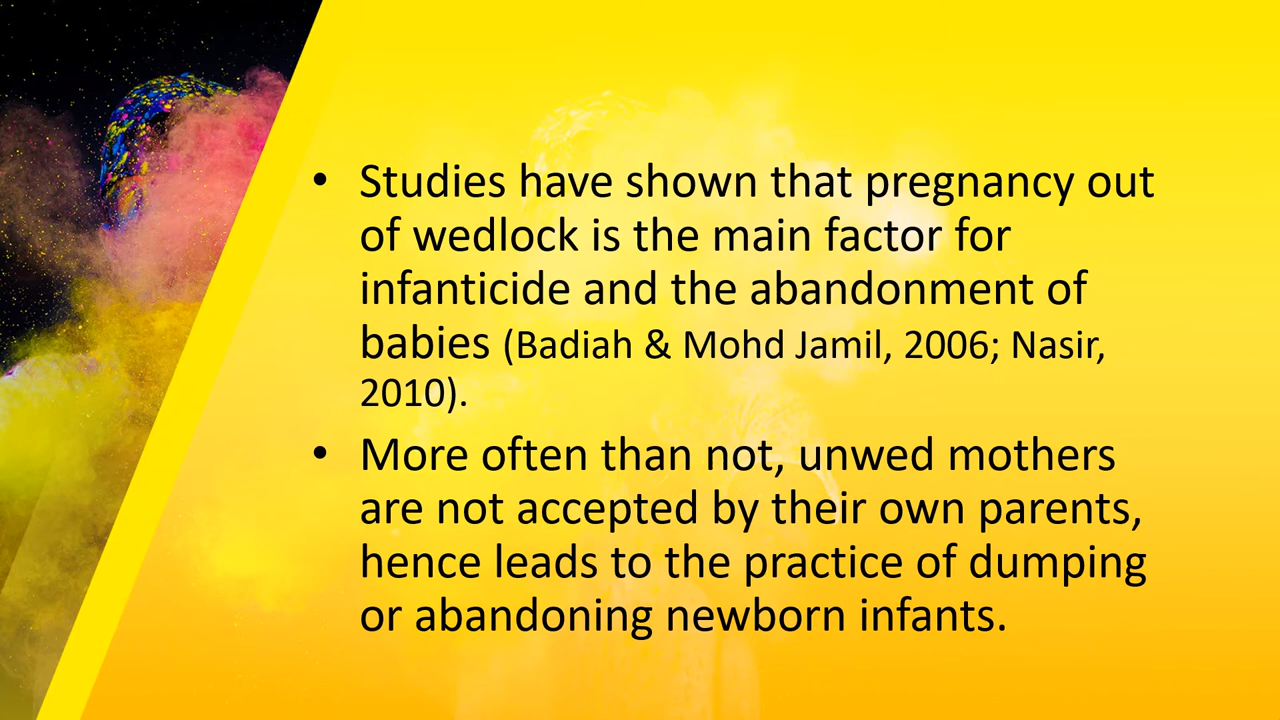 • Studies have shown that pregnancy out
of wedlock is the main factor for
infanticide and the abandonment of
babies (Badiah & Mohd Jamil, 2006; Nasir,
2010).
• More often than not, unwed mothers
are not accepted by their own parents,
hence leads to the practice of dumping
or abandoning newborn infants.